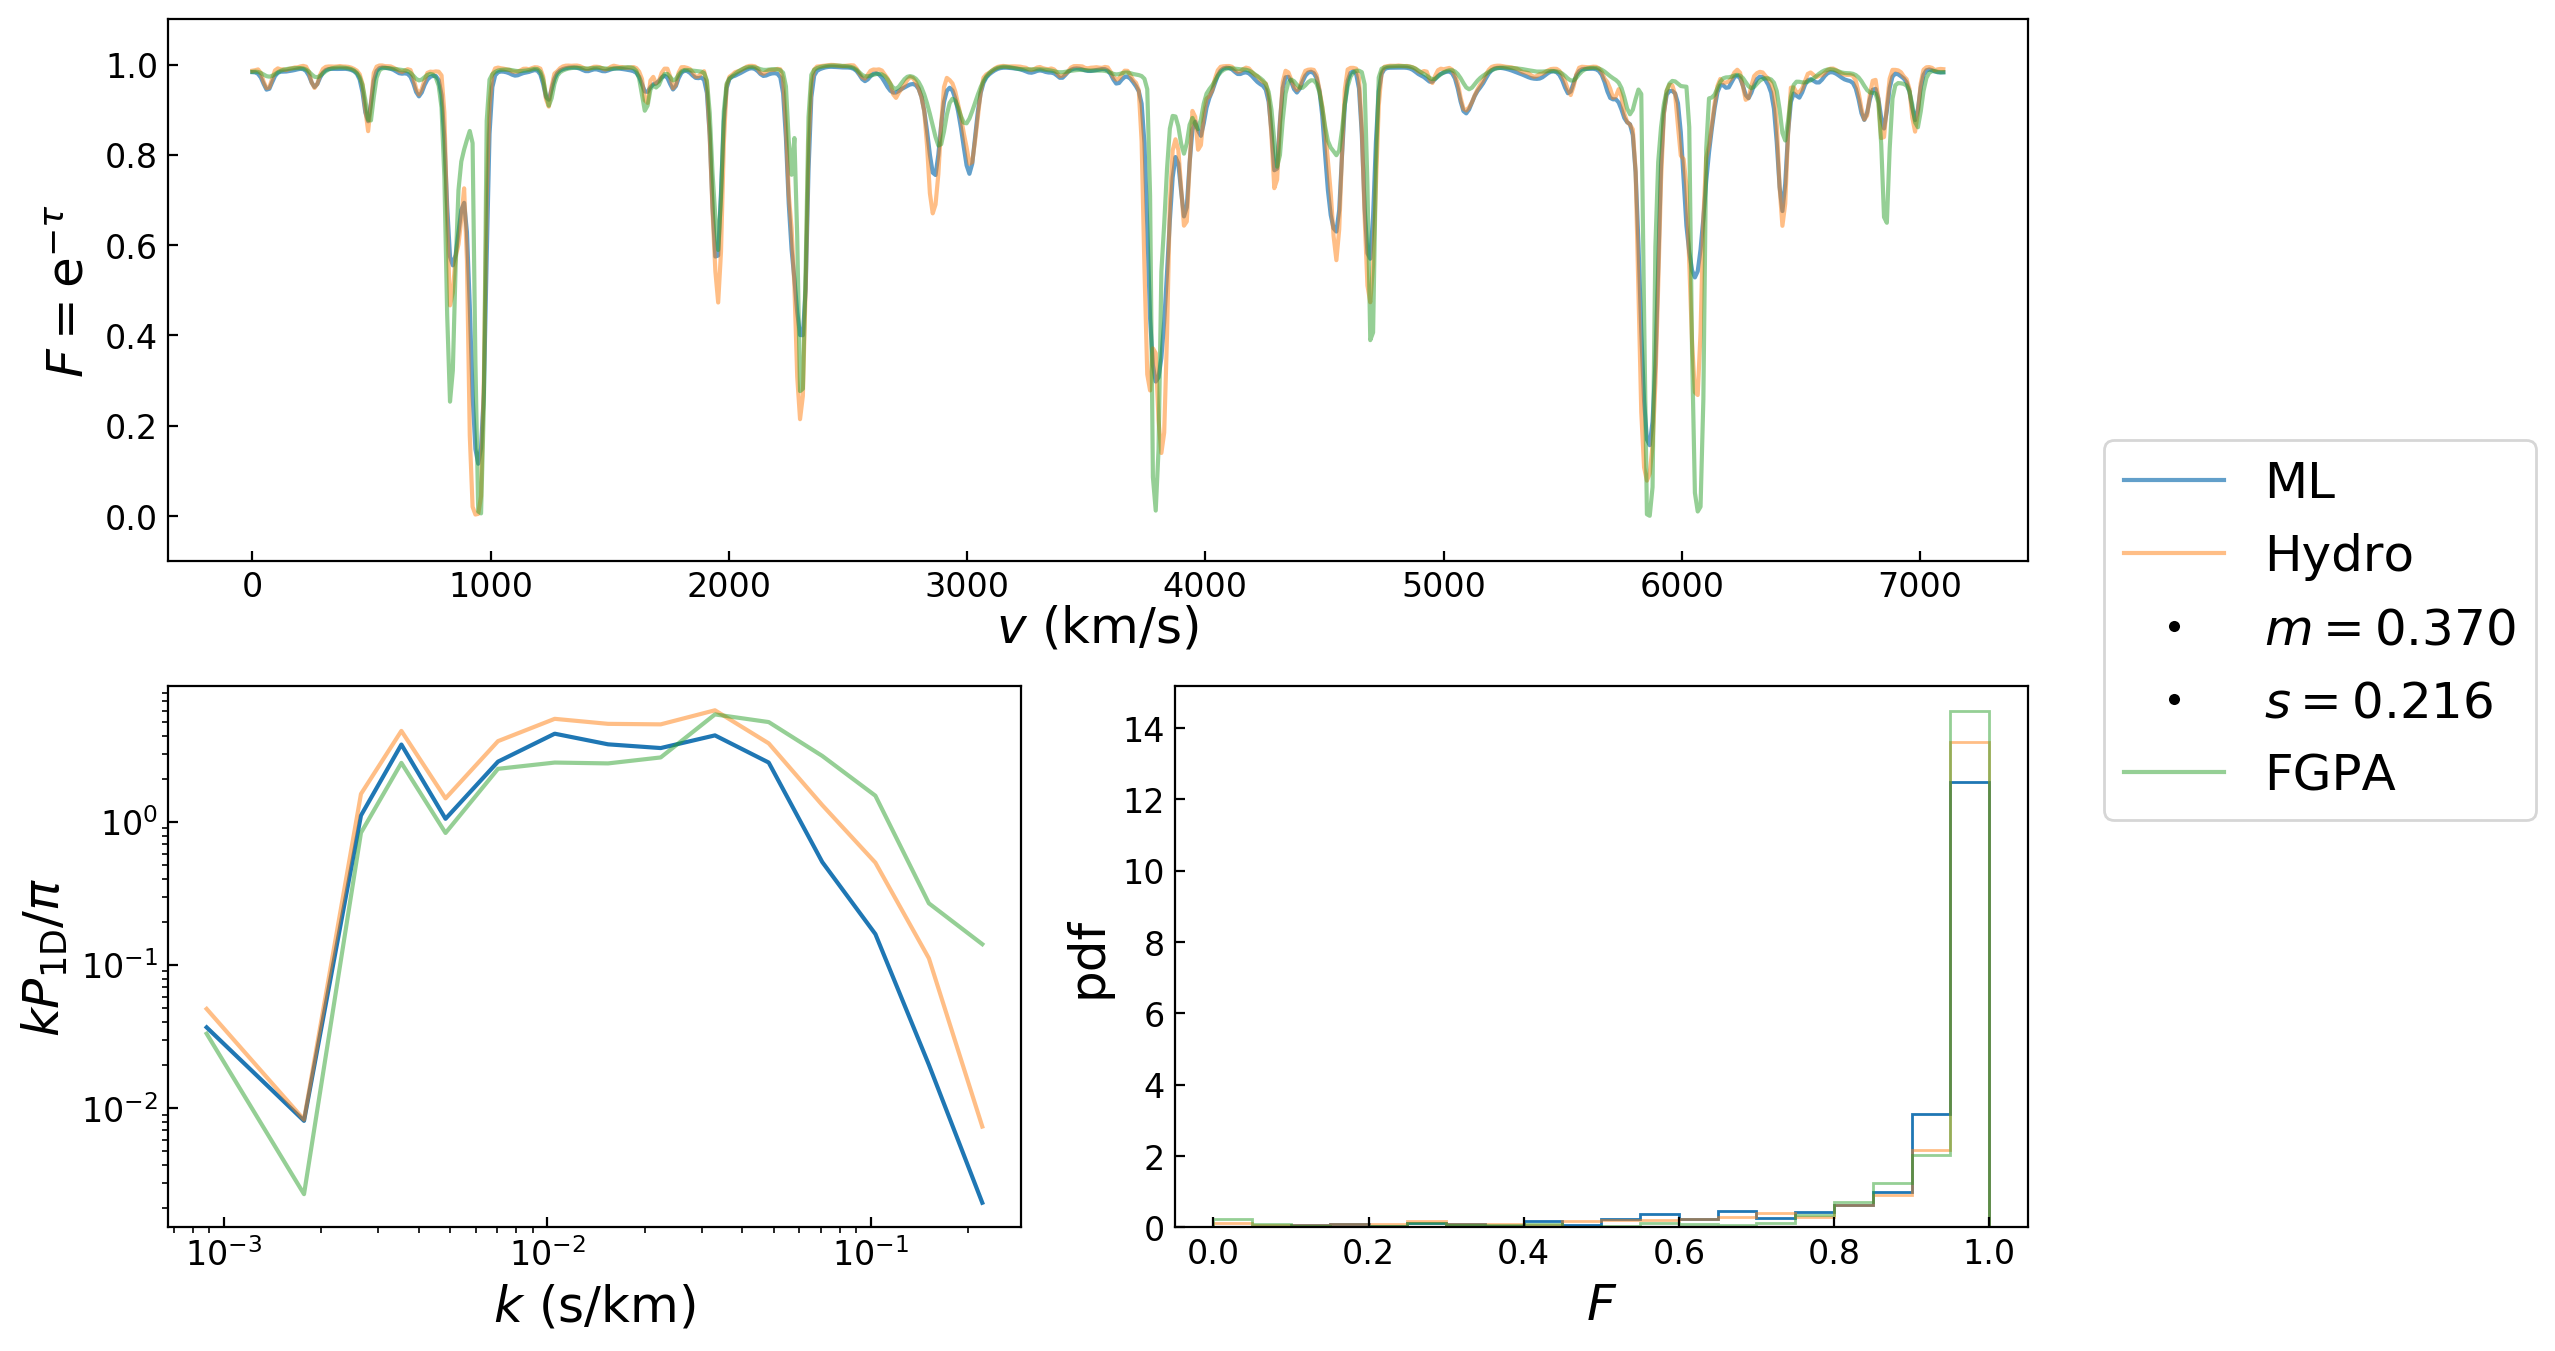 1.0
0.8
0.6
0.4
0.2
0.0
F = e^{−τ}
0 1000 2000 3000 4000 5000 6000 7000
v (km/s)
ML
Hydro
m = 0.370
s = 0.216
FGPA
10^0
10^{−1}
10^{−2}
kP_{1D}/π
10^{−3} 10^{−2} 10^{−1}
k (s/km)
14
12
10
8
6
4
2
0
pdf
0.0 0.2 0.4 0.6 0.8 1.0
F